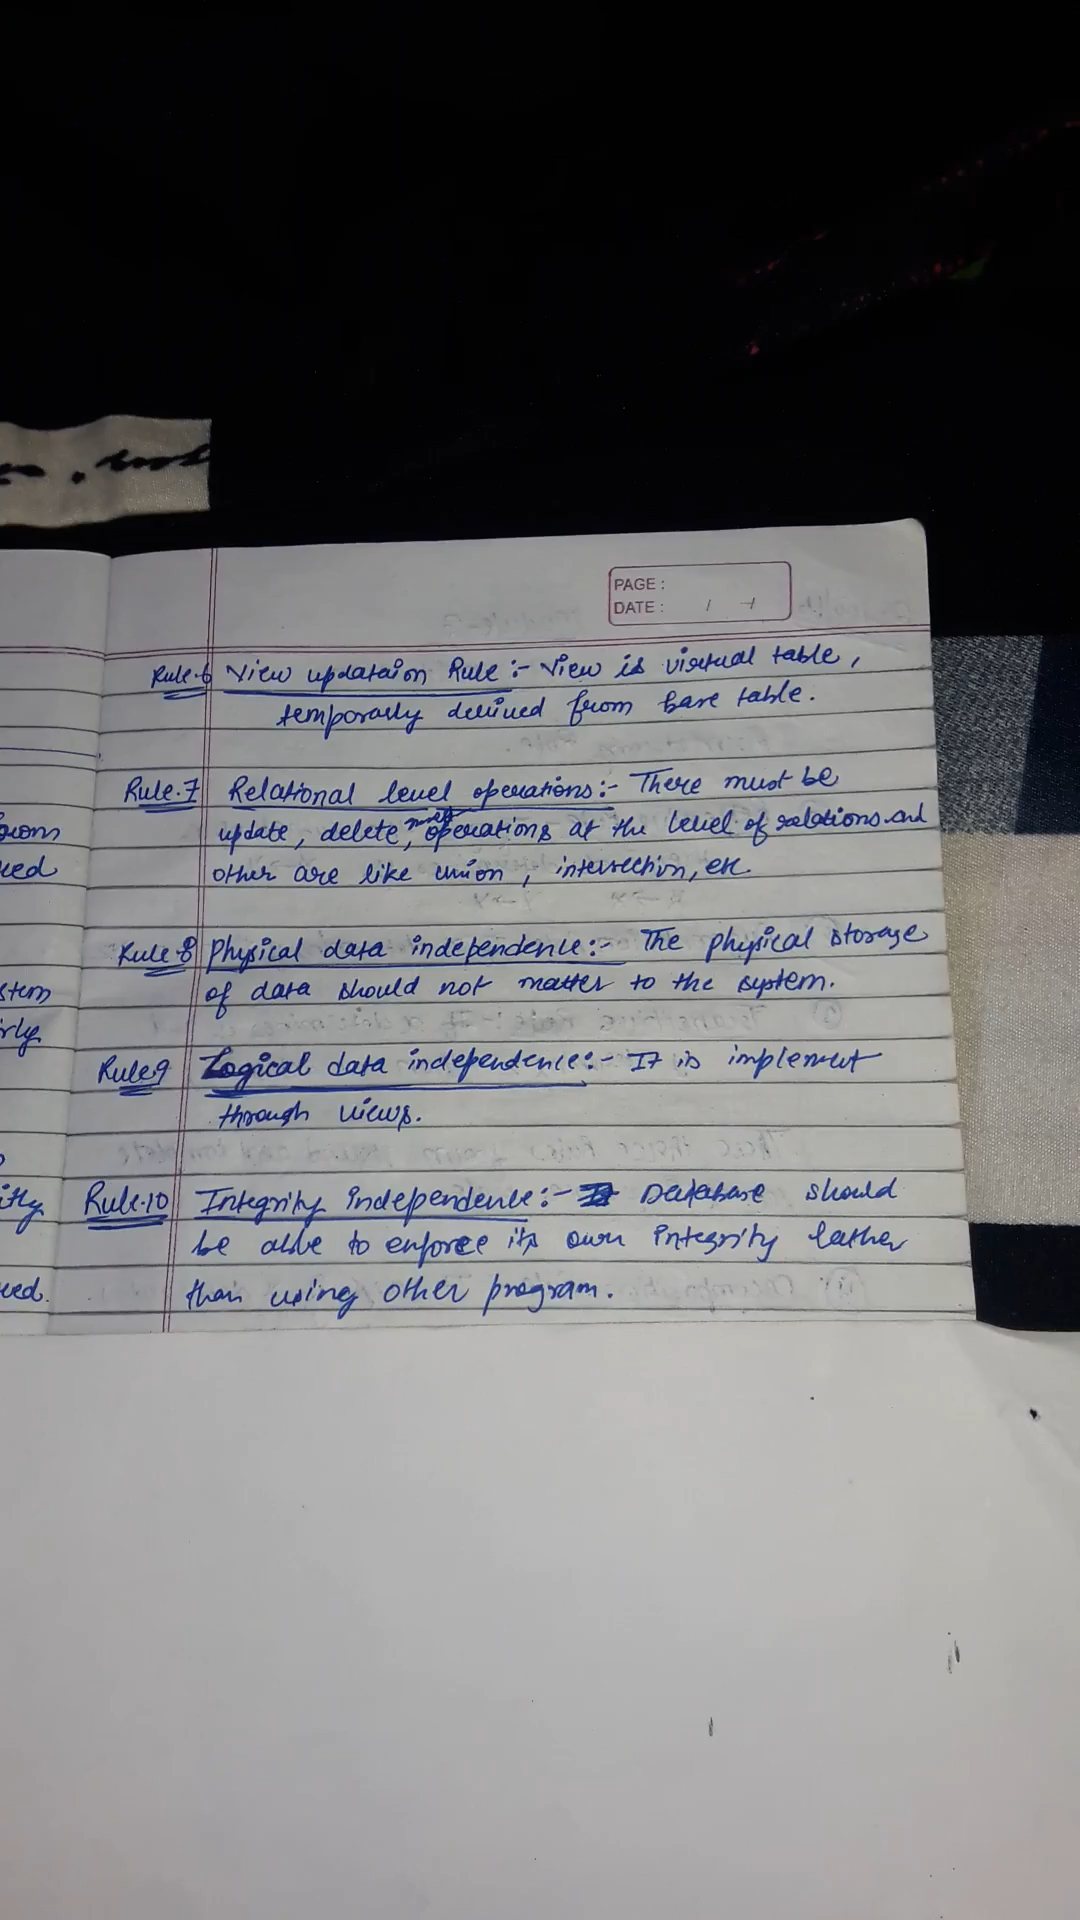 PAGE :
DATE : / /
Rule.6 View updataion Rule :- View is virtual table,
temporarly derived from base table.
Rule.7 Relational level operations :- There must be
update, delete, operations at the level of relations and
other are like union, intersection, etc.
Rule 8 Physical data independence :- The physical storage
of data should not matter to the system.
Rule 9 Logical data independence :- It is implement
through views.
Rule.10 Integrity independence :- Database should
be able to enforce its own integrity rather
than using other program.